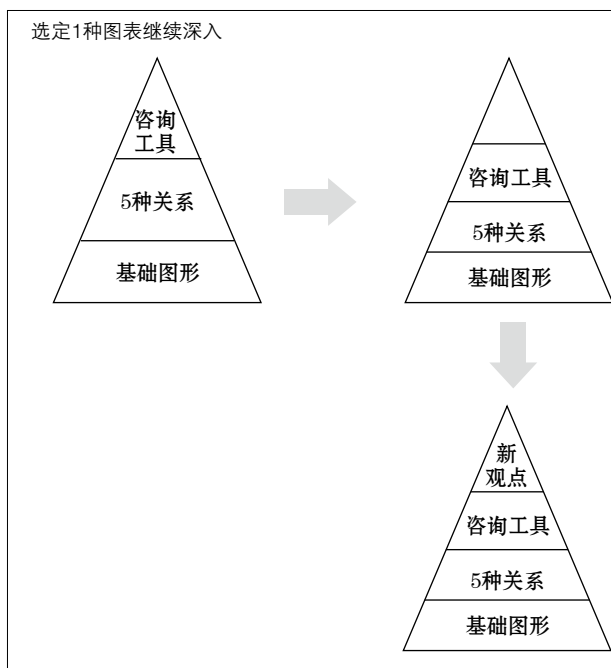 选定1种图表继续深入
咨询
工具
5种关系
基础图形
咨询工具
5种关系
基础图形
新
观点
咨询工具
5种关系
基础图形